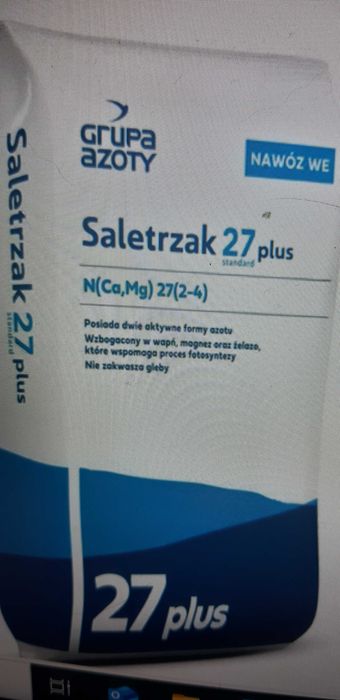 GRUPA
AZOTY
NAWÓZ WE
Saletrzak 27 plus
standard
N(Ca,Mg) 27(2-4)
Posiada dwie aktywne formy azotu
Wzbogacony w wapń, magnez oraz żelazo,
które wspomaga proces fotosyntezy
Nie zakwasza gleby
27 plus
Saletrzak 27 plus
standard